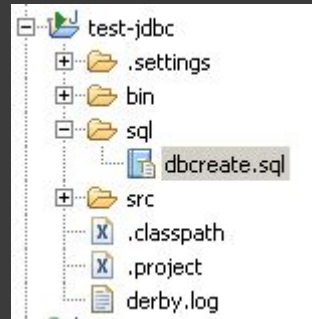 test-jdbc
.settings
bin
sql
dbcreate.sql
src
.classpath
.project
derby.log